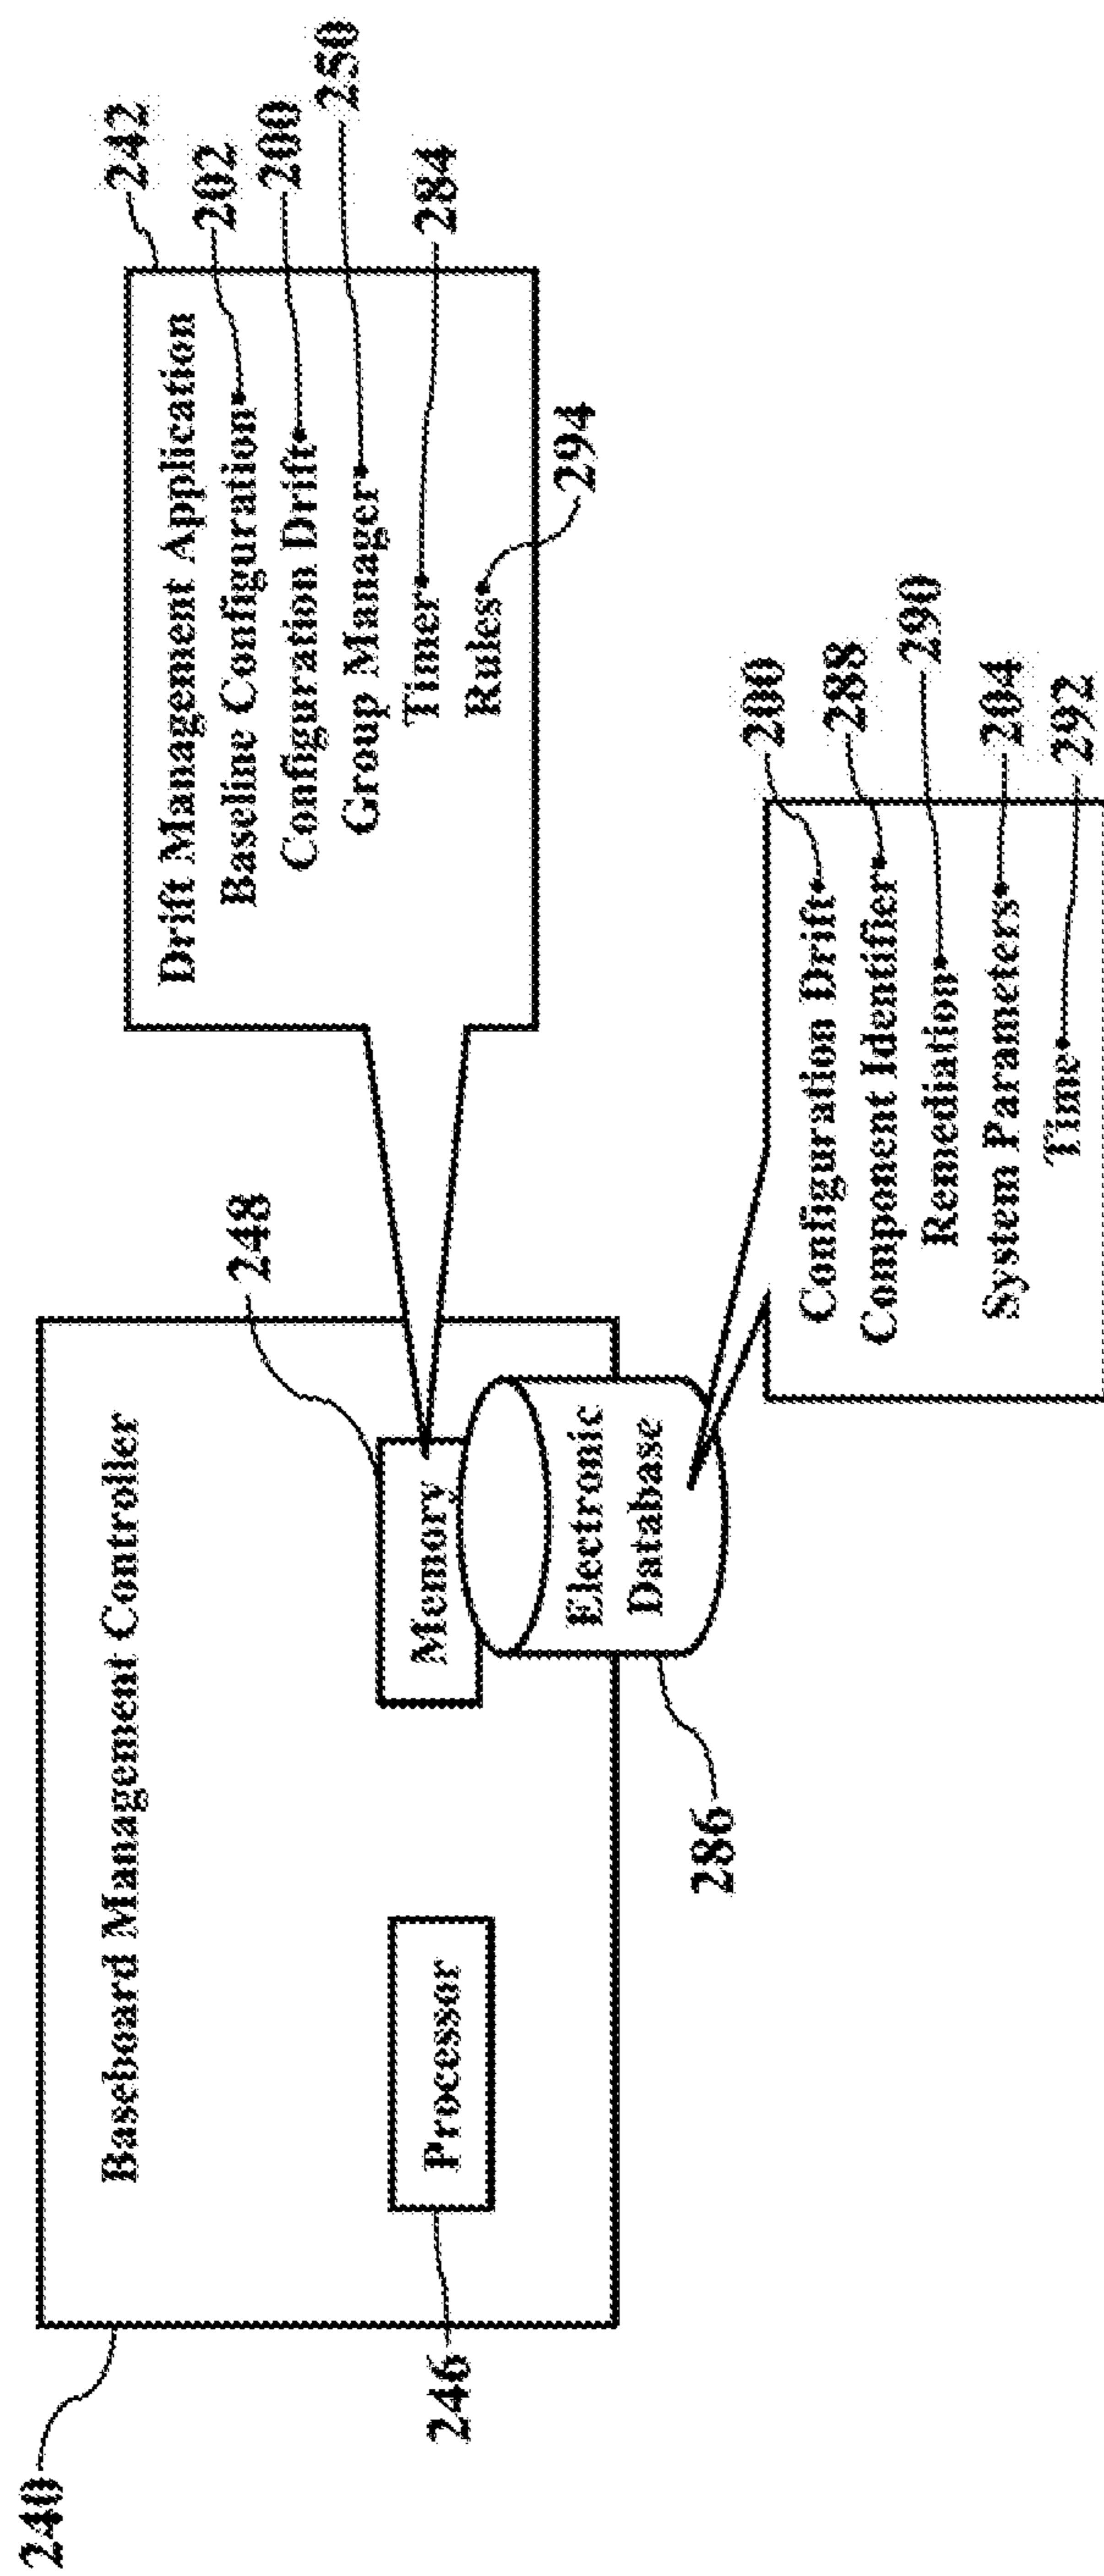 240
Baseboard Management Controller
246
Processor
248
Memory
286
Electronic
Database
242
Drift Management Application
Baseline Configuration 202
Configuration Drift 200
Group Manager 250
Timer 284
Rules 294
Configuration Drift 200
Component Identifier 288
Remediation 290
System Parameters 204
Time 292